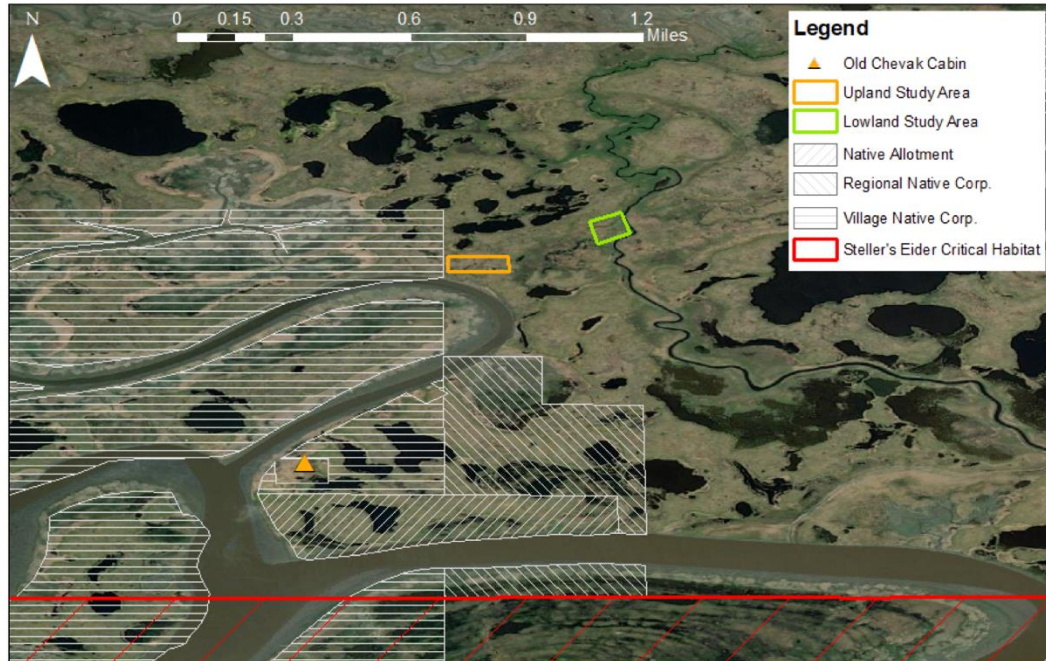 N
0 0.15 0.3 0.6 0.9 1.2
Miles
Legend
Old Chevak Cabin
Upland Study Area
Lowland Study Area
Native Allotment
Regional Native Corp.
Village Native Corp.
Steller's Eider Critical Habitat